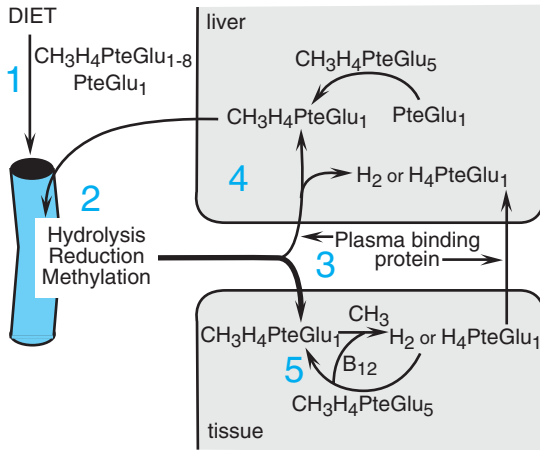 DIET
1
CH₃H₄PteGlu₁₋₈
PteGlu₁
2
Hydrolysis
Reduction
Methylation
liver
CH₃H₄PteGlu₅
CH₃H₄PteGlu₁
PteGlu₁
4
H₂ or H₄PteGlu₁
Plasma binding
protein
3
CH₃
CH₃H₄PteGlu₁
H₂ or H₄PteGlu₁
5
B₁₂
CH₃H₄PteGlu₅
tissue